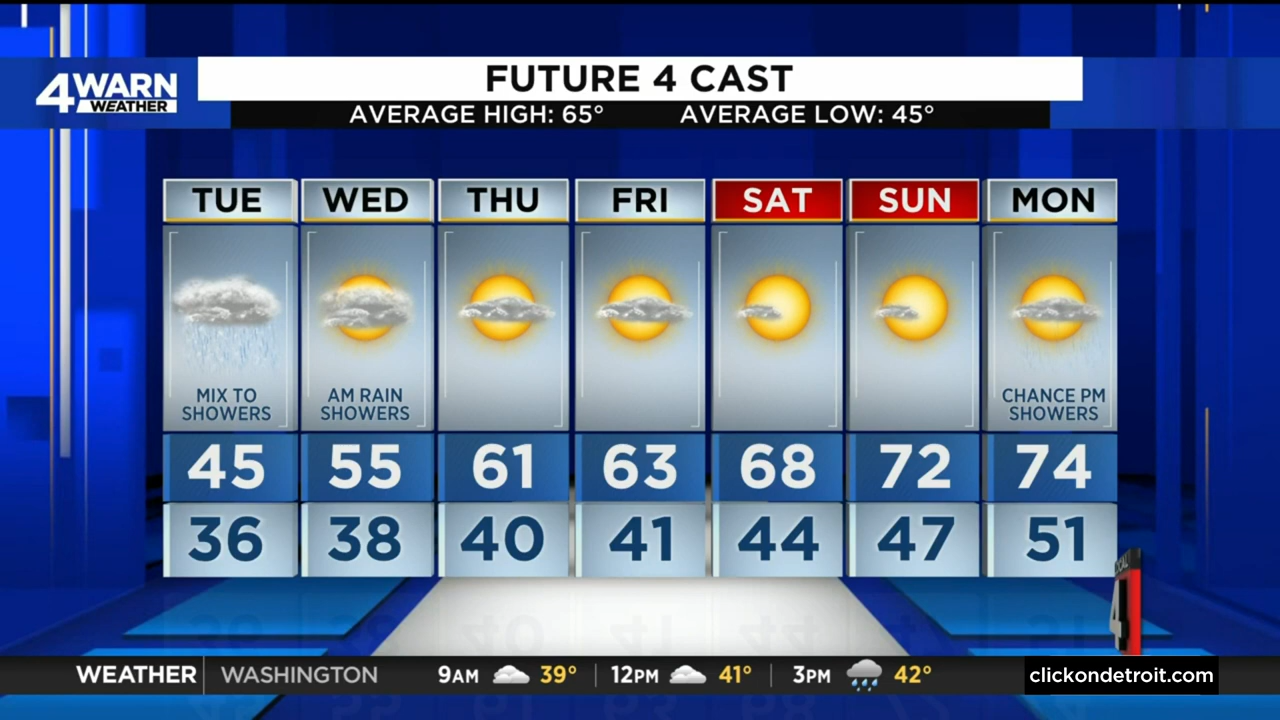 4WARN
WEATHER
FUTURE 4 CAST
AVERAGE HIGH: 65° AVERAGE LOW: 45°
TUE WED THU FRI SAT SUN MON
MIX TO
SHOWERS
AM RAIN
SHOWERS
CHANCE PM
SHOWERS
45 55 61 63 68 72 74
36 38 40 41 44 47 51
LOCAL
4
WEATHER WASHINGTON 9AM 39° 12PM 41° 3PM 42°
clickondetroit.com